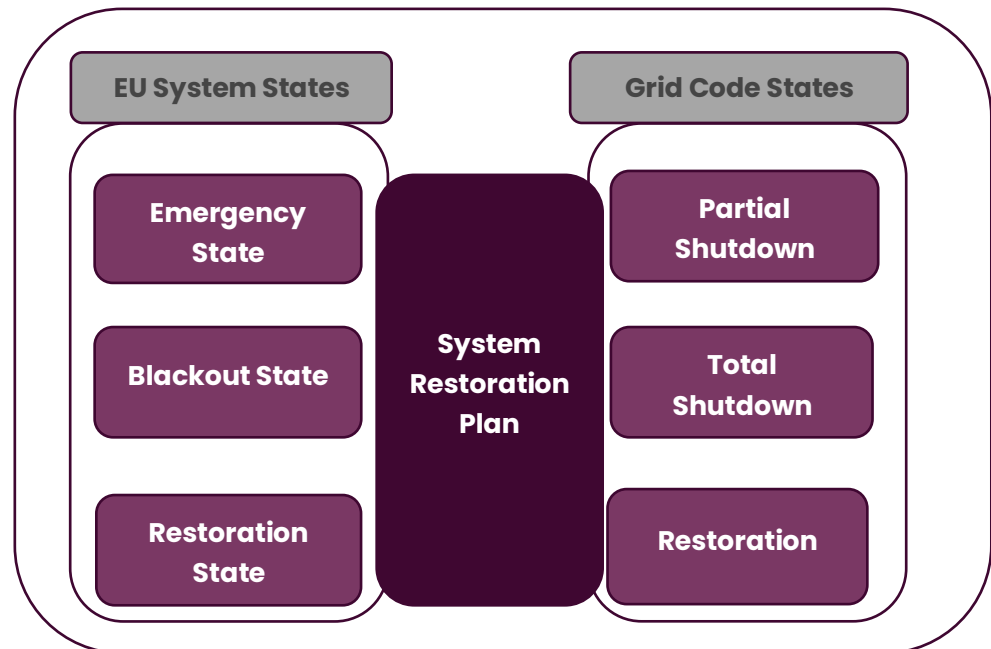 EU System States
Grid Code States
Emergency
State
Blackout State
Restoration
State
System
Restoration
Plan
Partial
Shutdown
Total
Shutdown
Restoration